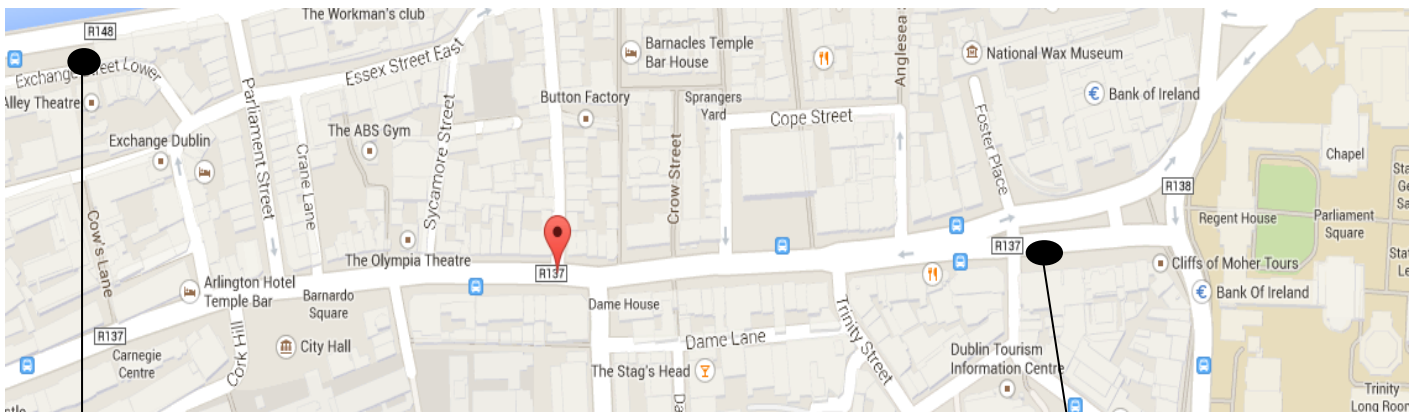 The Workman's club
R148
Exchange Street Lower
Alley Theatre
Essex Street East
Barnacles Temple
Bar House
Anglesea
National Wax Museum
Bank of Ireland
Parliament Street
Button Factory
Sprangers
Yard
Cope Street
Foster Place
Exchange Dublin
The ABS Gym
Crane Lane
Sycamore Street
Crow Street
Chapel
R138
Regent House
Parliament
Square
Cow's Lane
The Olympia Theatre
R137
R137
Cliffs of Moher Tours
Arlington Hotel
Temple Bar
Barnardo
Square
Dame House
Bank Of Ireland
R137
Carnegie
Centre
Cork Hill
City Hall
Dame Lane
Trinity Street
The Stag's Head
Dublin Tourism
Information Centre
Trinity
Long Room